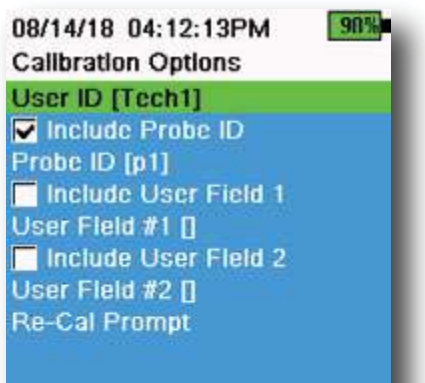 08/14/18 04:12:13PM 90%
Calibration Options
User ID [Tech1]
Include Probe ID
Probe ID [p1]
Include User Field 1
User Field #1 []
Include User Field 2
User Field #2 []
Re-Cal Prompt